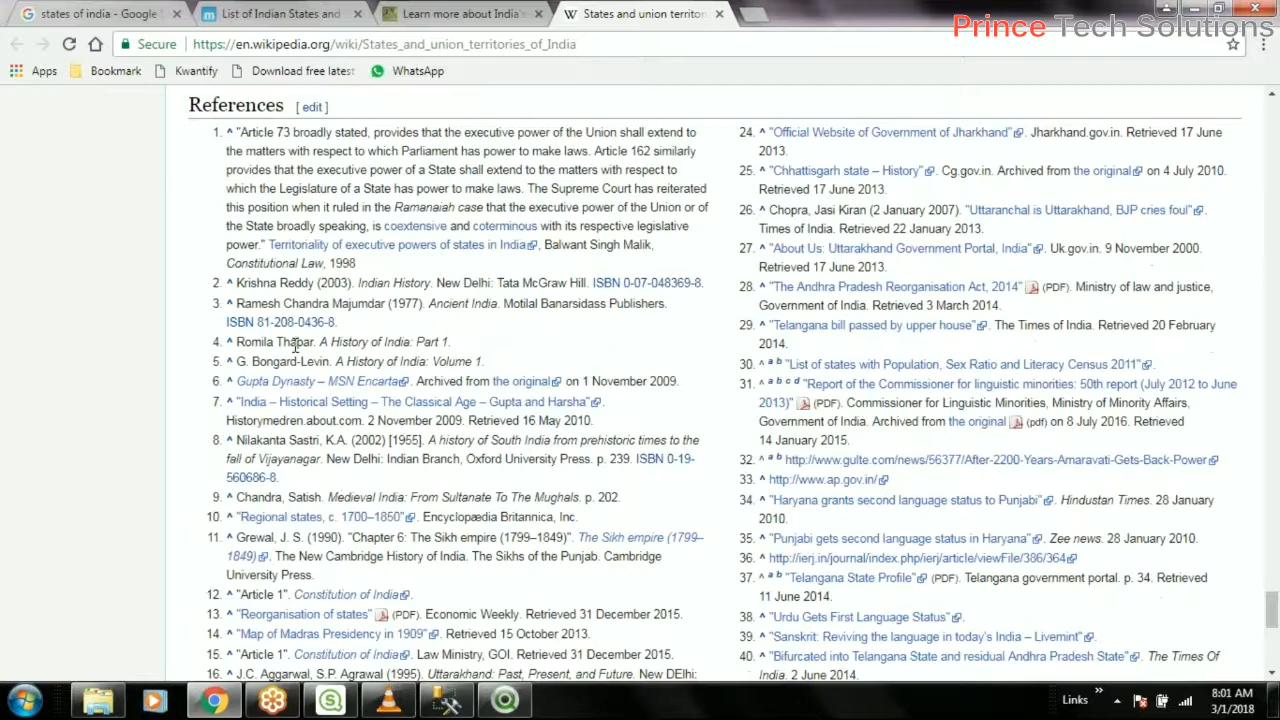 states of india - Google
List of Indian States and
Learn more about India's
W States and union territor
Prince Tech Solutions
Secure https://en.wikipedia.org/wiki/States_and_union_territories_of_India
Apps Bookmark Kwantify Download free latest WhatsApp
References [ edit ]
1. ^ "Article 73 broadly stated, provides that the executive power of the Union shall extend to
the matters with respect to which Parliament has power to make laws. Article 162 similarly
provides that the executive power of a State shall extend to the matters with respect to
which the Legislature of a State has power to make laws. The Supreme Court has reiterated
this position when it ruled in the Ramanaiah case that the executive power of the Union or of
the State broadly speaking, is coextensive and coterminous with its respective legislative
power." Territoriality of executive powers of states in India, Balwant Singh Malik,
Constitutional Law, 1998
2. ^ Krishna Reddy (2003). Indian History. New Delhi: Tata McGraw Hill. ISBN 0-07-048369-8.
3. ^ Ramesh Chandra Majumdar (1977). Ancient India. Motilal Banarsidass Publishers.
ISBN 81-208-0436-8.
4. ^ Romila Thapar. A History of India: Part 1.
5. ^ G. Bongard-Levin. A History of India: Volume 1.
6. ^ Gupta Dynasty – MSN Encarta. Archived from the original on 1 November 2009.
7. ^ "India – Historical Setting – The Classical Age – Gupta and Harsha".
Historymedren.about.com. 2 November 2009. Retrieved 16 May 2010.
8. ^ Nilakanta Sastri, K.A. (2002) [1955]. A history of South India from prehistoric times to the
fall of Vijayanagar. New Delhi: Indian Branch, Oxford University Press. p. 239. ISBN 0-19-
560686-8.
9. ^ Chandra, Satish. Medieval India: From Sultanate To The Mughals. p. 202.
10. ^ "Regional states, c. 1700–1850". Encyclopædia Britannica, Inc.
11. ^ Grewal, J. S. (1990). "Chapter 6: The Sikh empire (1799–1849)". The Sikh empire (1799–
1849). The New Cambridge History of India. The Sikhs of the Punjab. Cambridge
University Press.
12. ^ "Article 1". Constitution of India.
13. ^ "Reorganisation of states" (PDF). Economic Weekly. Retrieved 31 December 2015.
14. ^ "Map of Madras Presidency in 1909". Retrieved 15 October 2013.
15. ^ "Article 1". Constitution of India. Law Ministry, GOI. Retrieved 31 December 2015.
16. ^ J.C. Aggarwal, S.P. Agrawal (1995). Uttarakhand: Past, Present, and Future. New DElhi:
24. ^ "Official Website of Government of Jharkhand". Jharkhand.gov.in. Retrieved 17 June
2013.
25. ^ "Chhattisgarh state – History". Cg.gov.in. Archived from the original on 4 July 2010.
Retrieved 17 June 2013.
26. ^ Chopra, Jasi Kiran (2 January 2007). "Uttaranchal is Uttarakhand, BJP cries foul".
Times of India. Retrieved 22 January 2013.
27. ^ "About Us: Uttarakhand Government Portal, India". Uk.gov.in. 9 November 2000.
Retrieved 17 June 2013.
28. ^ "The Andhra Pradesh Reorganisation Act, 2014" (PDF). Ministry of law and justice,
Government of India. Retrieved 3 March 2014.
29. ^ "Telangana bill passed by upper house". The Times of India. Retrieved 20 February
2014.
30. ^ a b "List of states with Population, Sex Ratio and Literacy Census 2011".
31. ^ a b c d "Report of the Commissioner for linguistic minorities: 50th report (July 2012 to June
2013)" (PDF). Commissioner for Linguistic Minorities, Ministry of Minority Affairs,
Government of India. Archived from the original (pdf) on 8 July 2016. Retrieved
14 January 2015.
32. ^ a b http://www.gulte.com/news/56377/After-2200-Years-Amaravati-Gets-Back-Power
33. ^ http://www.ap.gov.in/
34. ^ "Haryana grants second language status to Punjabi". Hindustan Times. 28 January
2010.
35. ^ "Punjabi gets second language status in Haryana". Zee news. 28 January 2010.
36. ^ http://ierj.in/journal/index.php/ierj/article/viewFile/386/364
37. ^ a b "Telangana State Profile" (PDF). Telangana government portal. p. 34. Retrieved
11 June 2014.
38. ^ "Urdu Gets First Language Status".
39. ^ "Sanskrit: Reviving the language in today's India – Livemint".
40. ^ "Bifurcated into Telangana State and residual Andhra Pradesh State". The Times Of
India. 2 June 2014.
Links 8:01 AM
3/1/2018